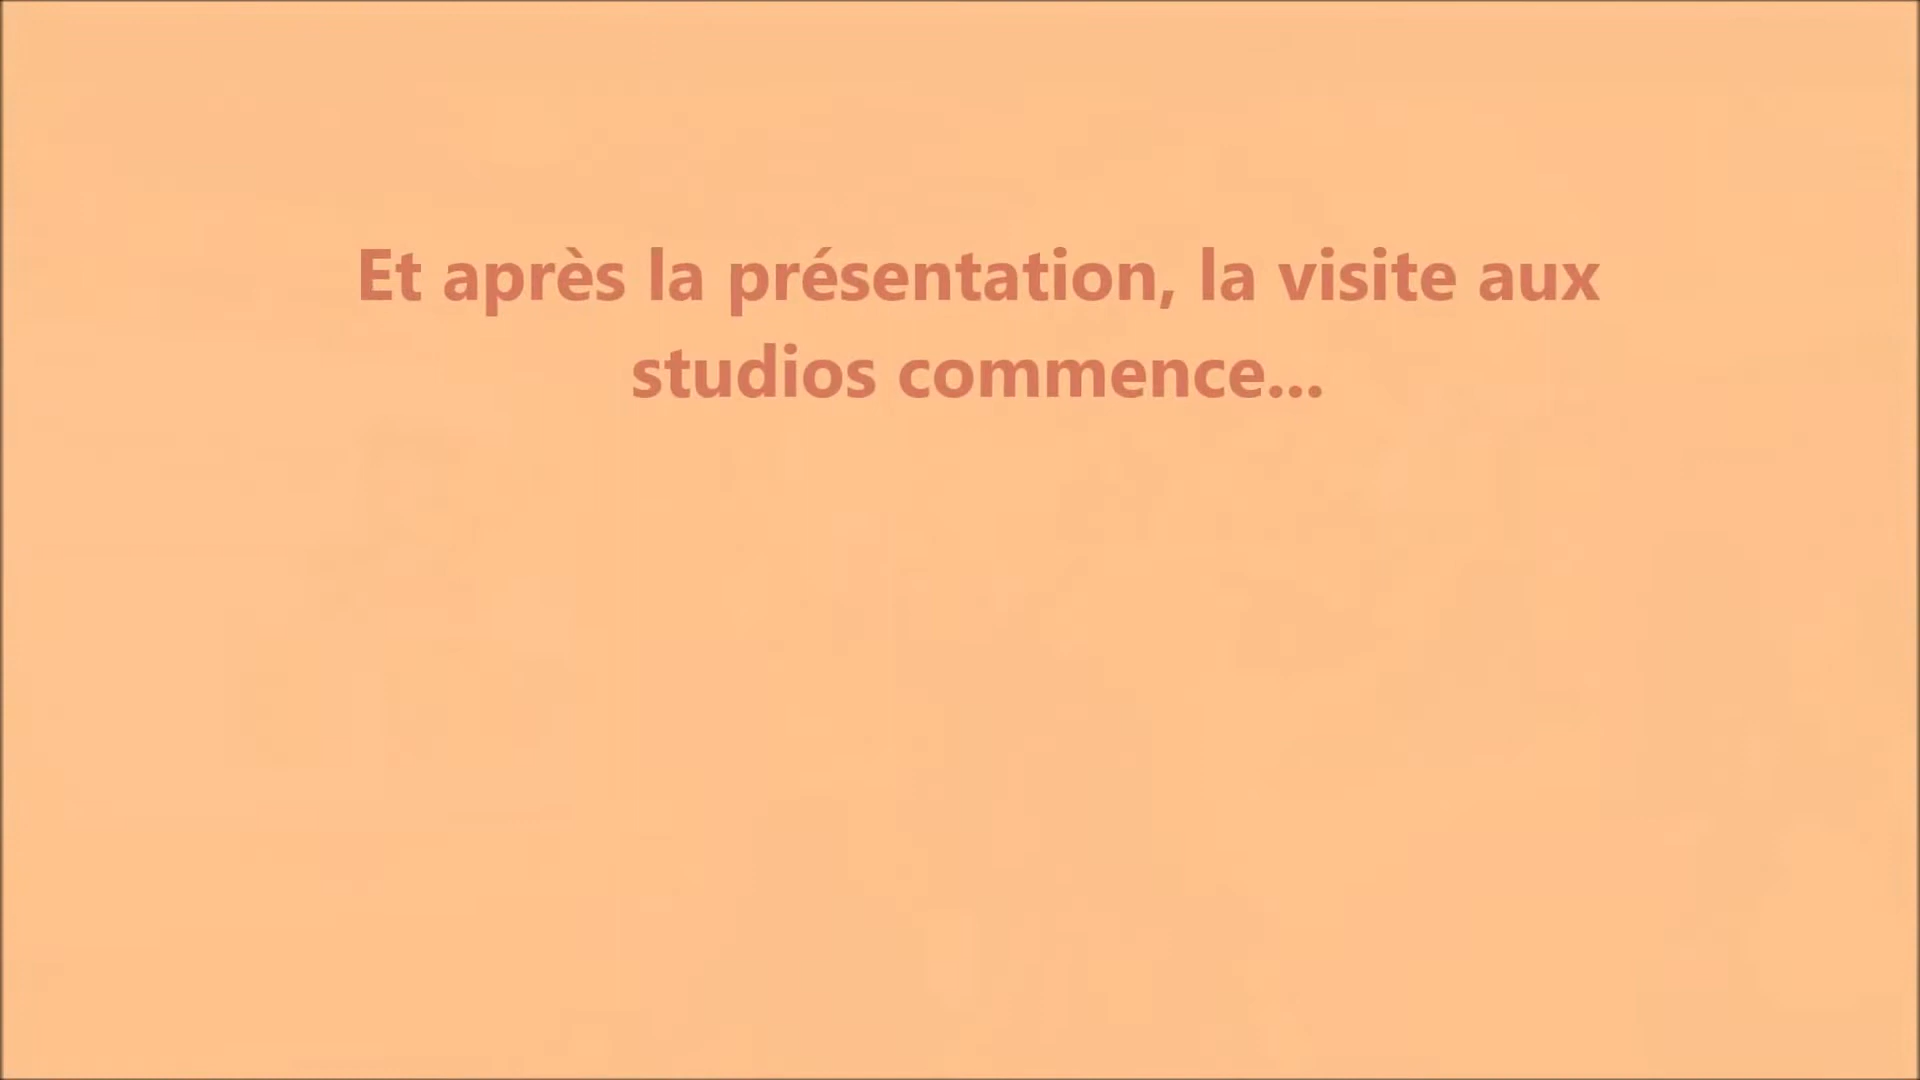 Et après la présentation, la visite aux
studios commence...